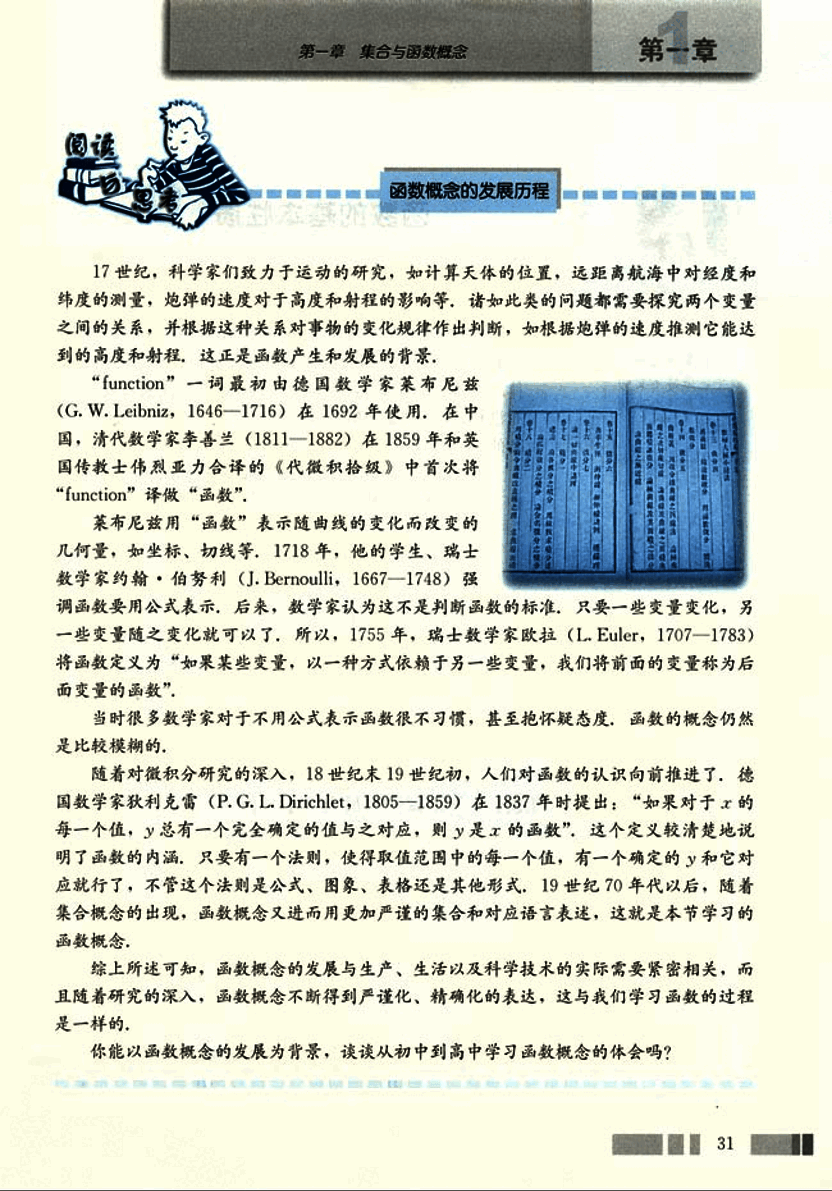 第一章 集合与函数概念
第一章
阅读
与
思考
函数概念的发展历程
17 世纪，科学家们致力于运动的研究，如计算天体的位置，远距离航海中对经度和
纬度的测量，炮弹的速度对于高度和射程的影响等．诸如此类的问题都需要探究两个变量
之间的关系，并根据这种关系对事物的变化规律作出判断，如根据炮弹的速度推测它能达
到的高度和射程．这正是函数产生和发展的背景．
“function”一词最初由德国数学家莱布尼兹
(G. W. Leibniz，1646—1716) 在 1692 年使用．在中
国，清代数学家李善兰 (1811—1882) 在 1859 年和英
国传教士伟烈亚力合译的《代微积拾级》中首次将
“function”译做“函数”．
莱布尼兹用“函数”表示随曲线的变化而改变的
几何量，如坐标、切线等．1718 年，他的学生、瑞士
数学家约翰·伯努利 (J. Bernoulli，1667—1748) 强
调函数要用公式表示．后来，数学家认为这不是判断函数的标准．只要一些变量变化，另
一些变量随之变化就可以了．所以，1755 年，瑞士数学家欧拉 (L. Euler，1707—1783)
将函数定义为“如果某些变量，以一种方式依赖于另一些变量，我们将前面的变量称为后
面变量的函数”．
当时很多数学家对于不用公式表示函数很不习惯，甚至抱怀疑态度．函数的概念仍然
是比较模糊的．
随着对微积分研究的深入，18 世纪末 19 世纪初，人们对函数的认识向前推进了．德
国数学家狄利克雷 (P. G. L. Dirichlet，1805—1859) 在 1837 年时提出：“如果对于 x 的
每一个值，y 总有一个完全确定的值与之对应，则 y 是 x 的函数”．这个定义较清楚地说
明了函数的内涵．只要有一个法则，使得取值范围中的每一个值，有一个确定的 y 和它对
应就行了，不管这个法则是公式、图象、表格还是其他形式．19 世纪 70 年代以后，随着
集合概念的出现，函数概念又进而用更加严谨的集合和对应语言表述，这就是本节学习的
函数概念．
综上所述可知，函数概念的发展与生产、生活以及科学技术的实际需要紧密相关，而
且随着研究的深入，函数概念不断得到严谨化、精确化的表达，这与我们学习函数的过程
是一样的．
你能以函数概念的发展为背景，谈谈从初中到高中学习函数概念的体会吗？
31